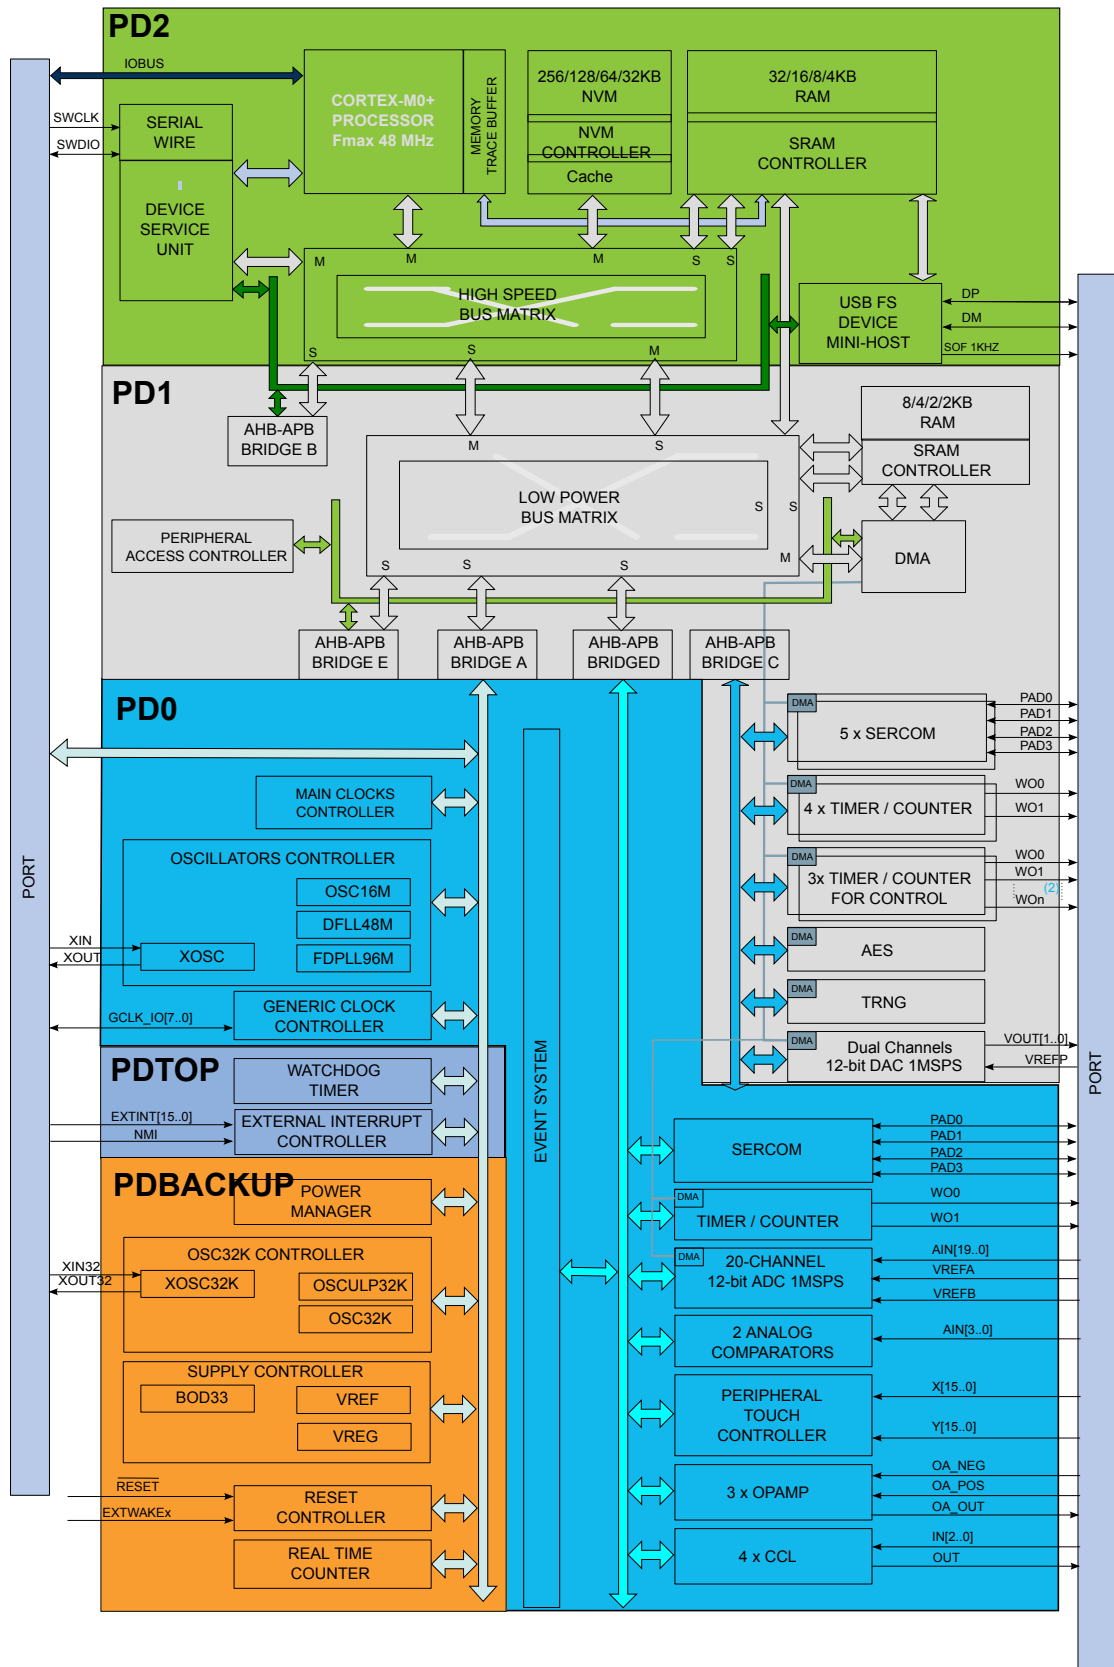 PD2
IOBUS
SWCLK
SWDIO
SERIAL
WIRE
DEVICE
SERVICE
UNIT
CORTEX-M0+
PROCESSOR
Fmax 48 MHz
MEMORY
TRACE BUFFER
256/128/64/32KB
NVM
NVM
CONTROLLER
Cache
32/16/8/4KB
RAM
SRAM
CONTROLLER
M
M
M
S
S
HIGH SPEED
BUS MATRIX
S
S
M
USB FS
DEVICE
MINI-HOST
DP
DM
SOF 1KHZ
PD1
AHB-APB
BRIDGE B
8/4/2/2KB
RAM
SRAM
CONTROLLER
M
S
LOW POWER
BUS MATRIX
S
S
M
S
S
S
PERIPHERAL
ACCESS CONTROLLER
DMA
AHB-APB
BRIDGE E
AHB-APB
BRIDGE A
AHB-APB
BRIDGED
AHB-APB
BRIDGE C
PD0
DMA
5 x SERCOM
PAD0
PAD1
PAD2
PAD3
MAIN CLOCKS
CONTROLLER
DMA
4 x TIMER / COUNTER
WO0
WO1
OSCILLATORS CONTROLLER
OSC16M
DFLL48M
FDPLL96M
XOSC
XIN
XOUT
DMA
3x TIMER / COUNTER
FOR CONTROL
WO0
WO1
(2)
WOn
DMA
AES
DMA
TRNG
GCLK_IO[7..0]
GENERIC CLOCK
CONTROLLER
DMA
Dual Channels
12-bit DAC 1MSPS
VOUT[1..0]
VREFP
PORT
PORT
EVENT SYSTEM
PDTOP
WATCHDOG
TIMER
EXTINT[15..0]
NMI
EXTERNAL INTERRUPT
CONTROLLER
SERCOM
PAD0
PAD1
PAD2
PAD3
PDBACKUP
POWER
MANAGER
DMA
TIMER / COUNTER
WO0
WO1
OSC32K CONTROLLER
XOSC32K
OSCULP32K
OSC32K
XIN32
XOUT32
DMA
20-CHANNEL
12-bit ADC 1MSPS
AIN[19..0]
VREFA
VREFB
2 ANALOG
COMPARATORS
AIN[3..0]
SUPPLY CONTROLLER
BOD33
VREF
VREG
PERIPHERAL
TOUCH
CONTROLLER
X[15..0]
Y[15..0]
RESET
EXTWAKEx
RESET
CONTROLLER
3 x OPAMP
OA_NEG
OA_POS
OA_OUT
REAL TIME
COUNTER
4 x CCL
IN[2..0]
OUT